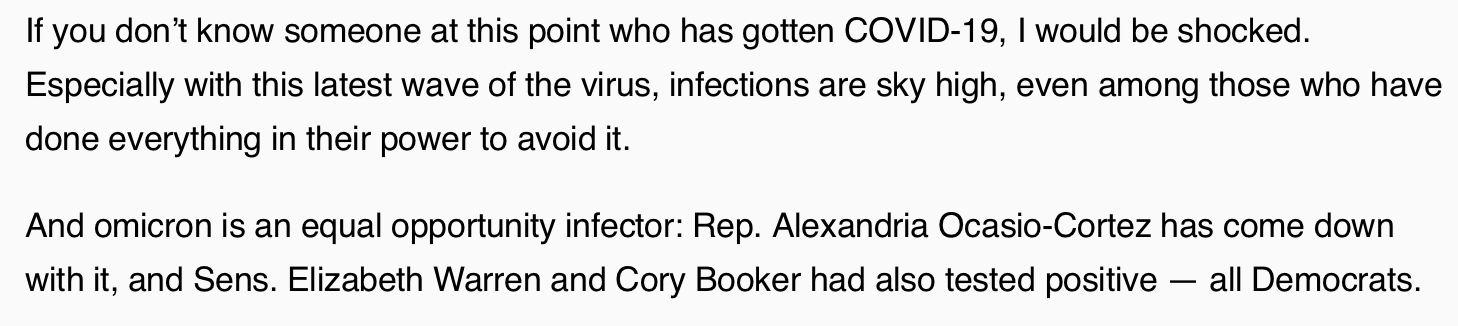 If you don’t know someone at this point who has gotten COVID-19, I would be shocked.
Especially with this latest wave of the virus, infections are sky high, even among those who have
done everything in their power to avoid it.
And omicron is an equal opportunity infector: Rep. Alexandria Ocasio-Cortez has come down
with it, and Sens. Elizabeth Warren and Cory Booker had also tested positive — all Democrats.